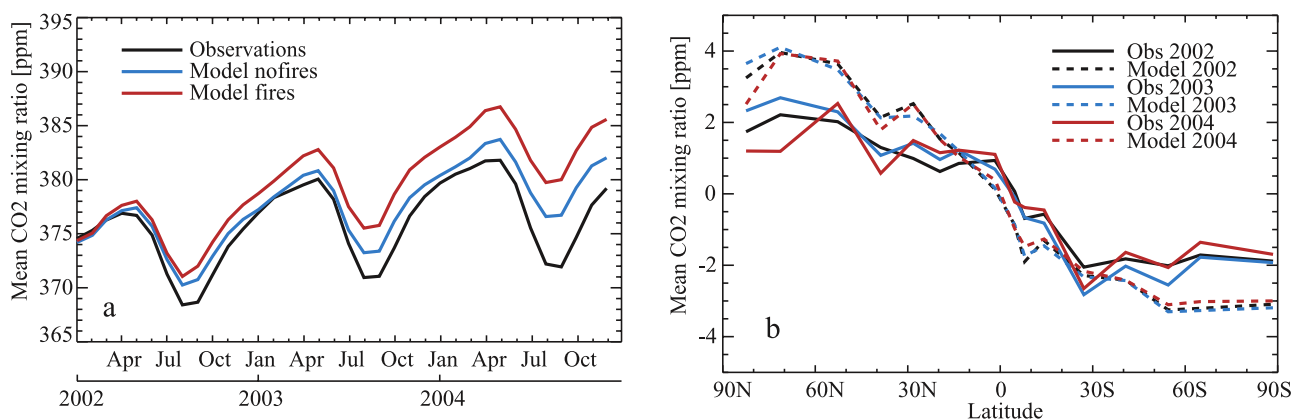 Mean CO2 mixing ratio [ppm]
395
390
385
380
375
370
365
Observations
Model nofires
Model fires
a
Apr Jul Oct Jan Apr Jul Oct Jan Apr Jul Oct
2002 2003 2004
Mean CO2 mixing ratio [ppm]
4
2
0
-2
-4
Obs 2002
Model 2002
Obs 2003
Model 2003
Obs 2004
Model 2004
b
90N 60N 30N 0 30S 60S 90S
Latitude